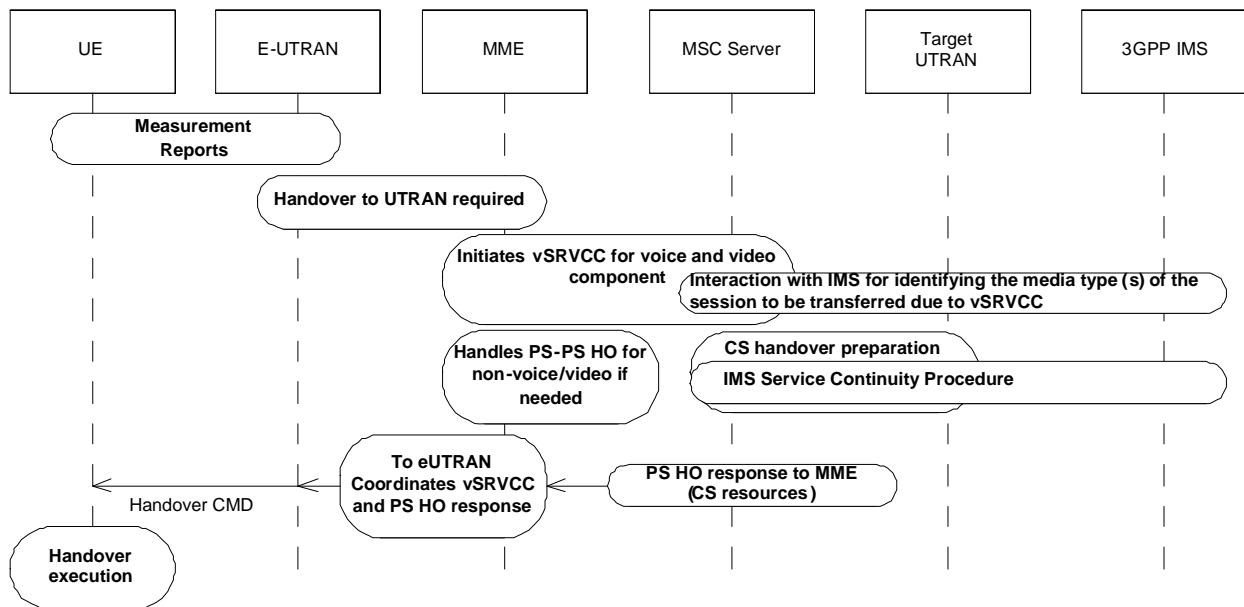 UE
E-UTRAN
MME
MSC Server
Target
UTRAN
3GPP IMS
Measurement
Reports
Handover to UTRAN required
Initiates vSRVCC for voice and video
component
Interaction with IMS for identifying the media type (s) of the
session to be transferred due to vSRVCC
Handles PS-PS HO for
non-voice/video if
needed
CS handover preparation
IMS Service Continuity Procedure
To eUTRAN
Coordinates vSRVCC
and PS HO response
PS HO response to MME
(CS resources)
Handover CMD
Handover
execution